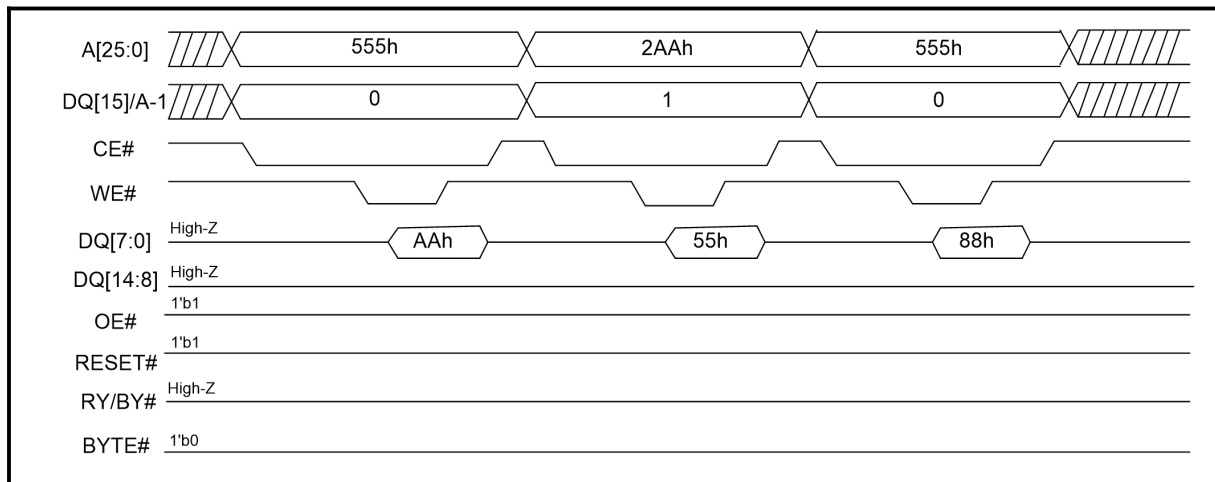 A[25:0] 555h 2AAh 555h
DQ[15]/A-1 0 1 0
CE#
WE#
DQ[7:0] High-Z AAh 55h 88h
DQ[14:8] High-Z
OE# 1'b1
RESET# 1'b1
RY/BY# High-Z
BYTE# 1'b0